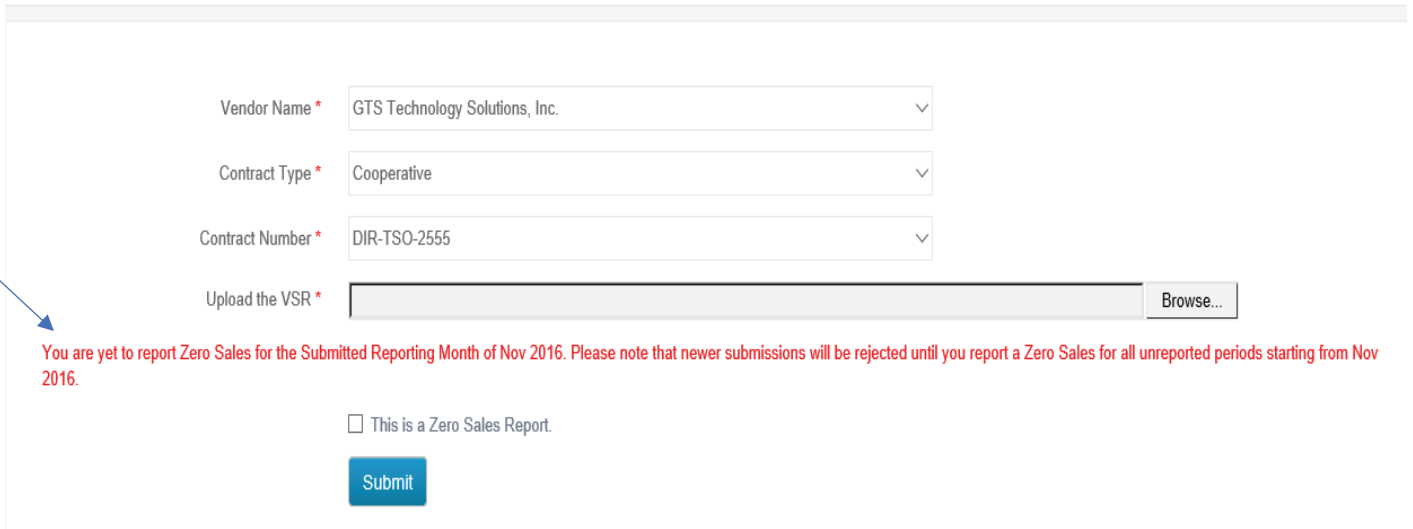 Vendor Name * GTS Technology Solutions, Inc.
Contract Type * Cooperative
Contract Number * DIR-TSO-2555
Upload the VSR * Browse...
You are yet to report Zero Sales for the Submitted Reporting Month of Nov 2016. Please note that newer submissions will be rejected until you report a Zero Sales for all unreported periods starting from Nov
2016.
This is a Zero Sales Report.
Submit